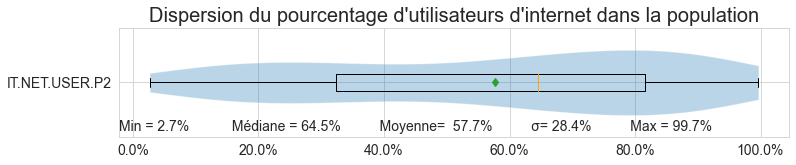 Dispersion du pourcentage d'utilisateurs d'internet dans la population
IT.NET.USER.P2
Min = 2.7% Médiane = 64.5% Moyenne= 57.7% σ= 28.4% Max = 99.7%
0.0% 20.0% 40.0% 60.0% 80.0% 100.0%